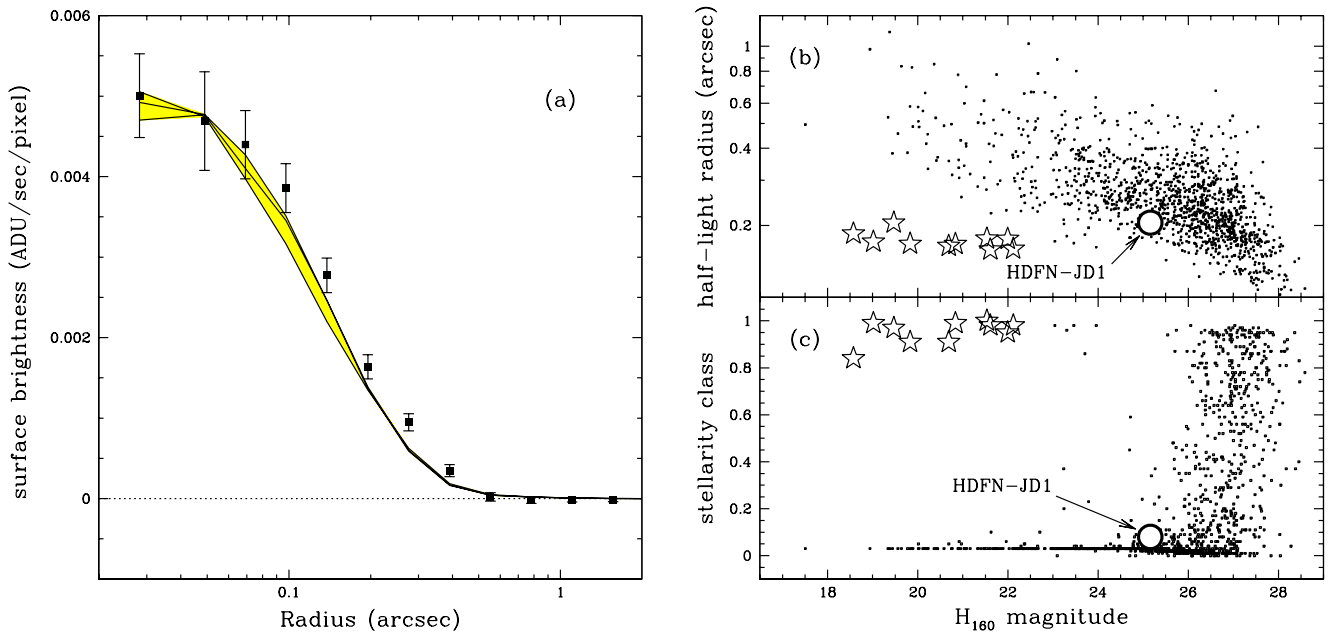 0.006
0.004
0.002
0
surface brightness (ADU/sec/pixel)
(a)
0.1
1
Radius (arcsec)
1
0.8
0.6
0.4
0.2
half-light radius (arcsec)
(b)
HDFN-JD1
1
0.8
0.6
0.4
0.2
0
stellarity class
(c)
HDFN-JD1
18
20
22
24
26
28
H160 magnitude